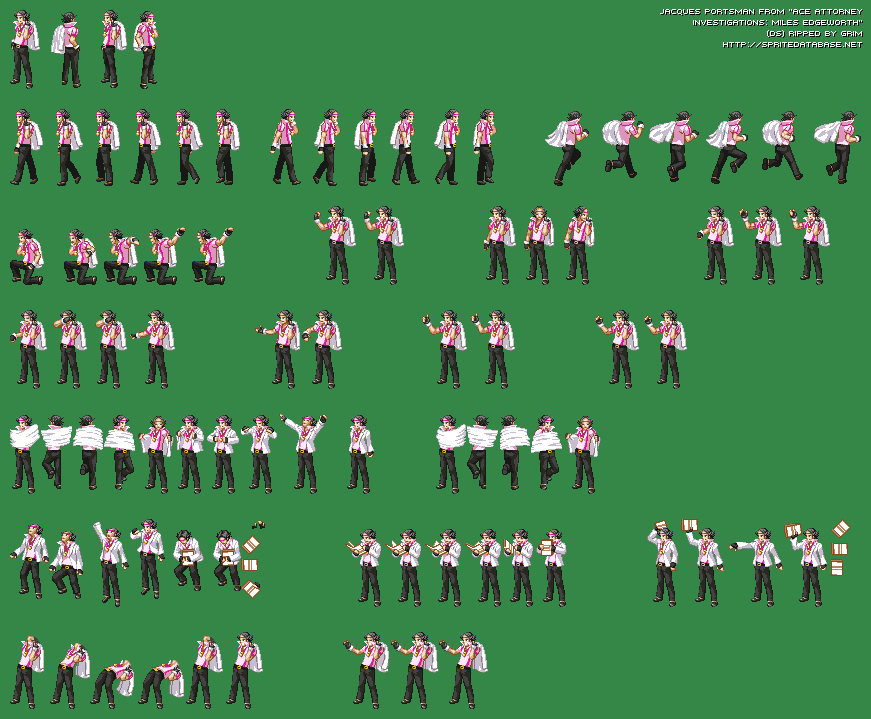 JACQUES PORTSMAN FROM "ACE ATTORNEY
INVESTIGATIONS: MILES EDGEWORTH"
(DS) RIPPED BY GRIM
HTTP://SPRITEDATABASE.NET